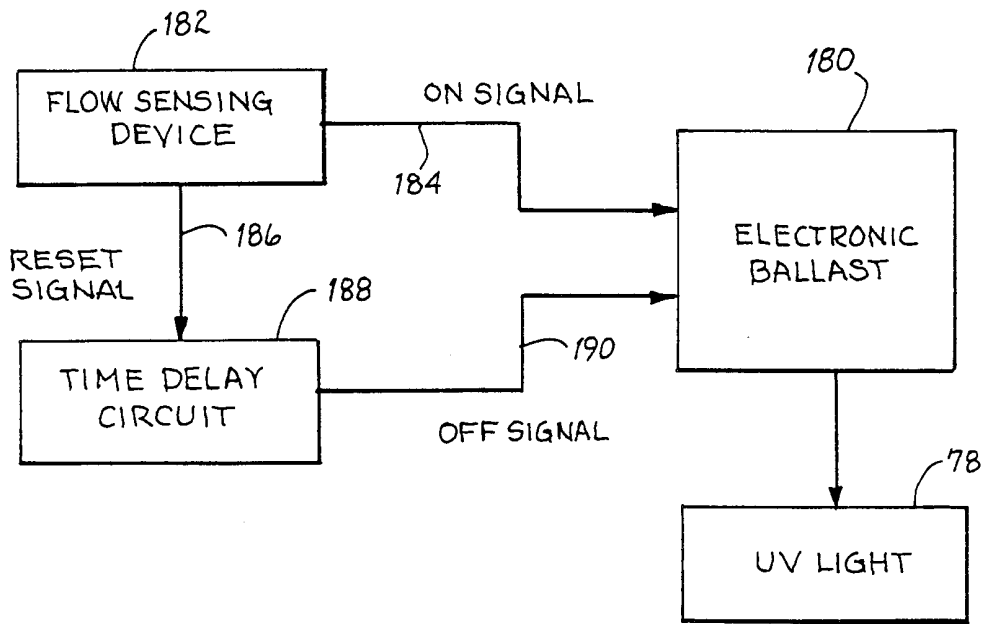 182
FLOW SENSING
DEVICE
ON SIGNAL
184
180
ELECTRONIC
BALLAST
186
RESET
SIGNAL
188
TIME DELAY
CIRCUIT
190
OFF SIGNAL
78
UV LIGHT